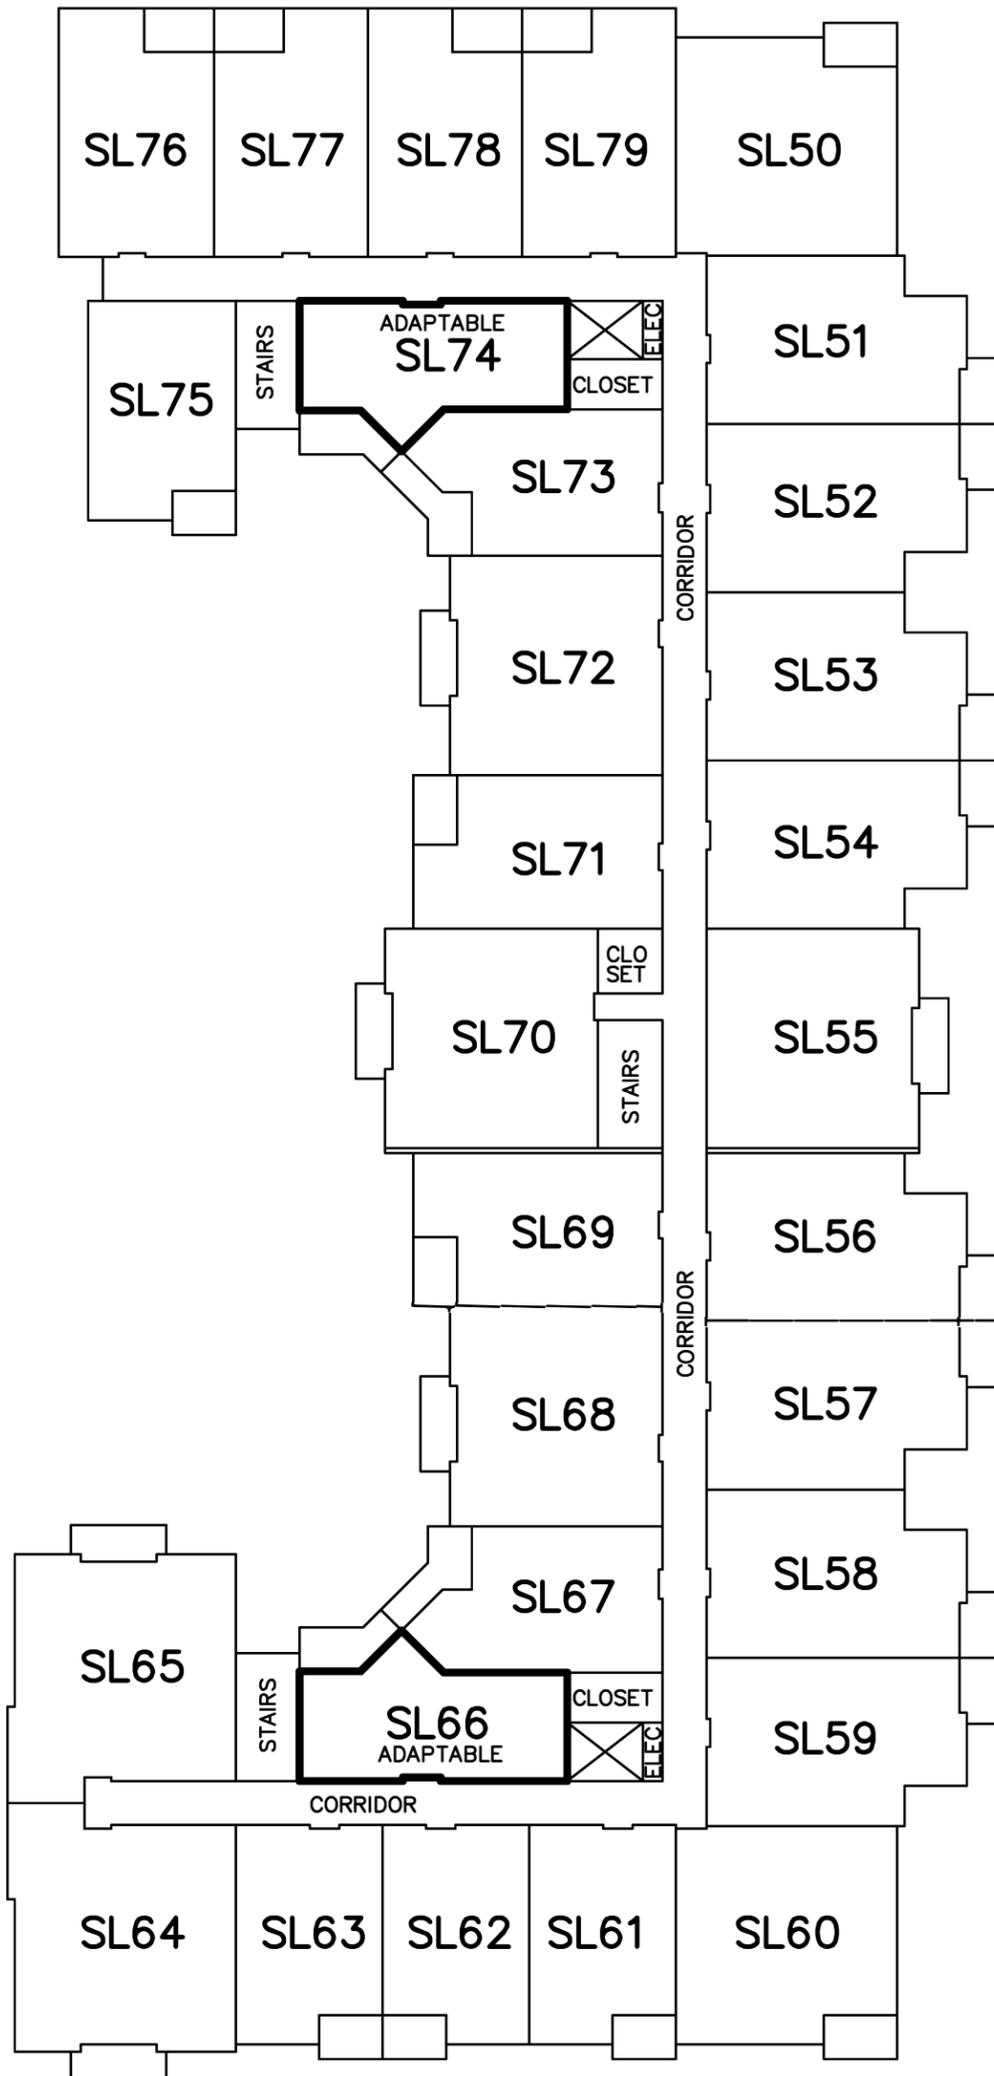 SL76
SL77
SL78
SL79
SL50
ADAPTABLE
SL74
STAIRS
ELEC
CLOSET
SL75
SL51
SL73
SL52
CORRIDOR
SL72
SL53
SL71
SL54
CLO
SET
SL70
STAIRS
SL55
SL69
SL56
CORRIDOR
SL68
SL57
SL67
SL58
SL65
STAIRS
SL66
ADAPTABLE
CLOSET
ELEC
SL59
CORRIDOR
SL64
SL63
SL62
SL61
SL60